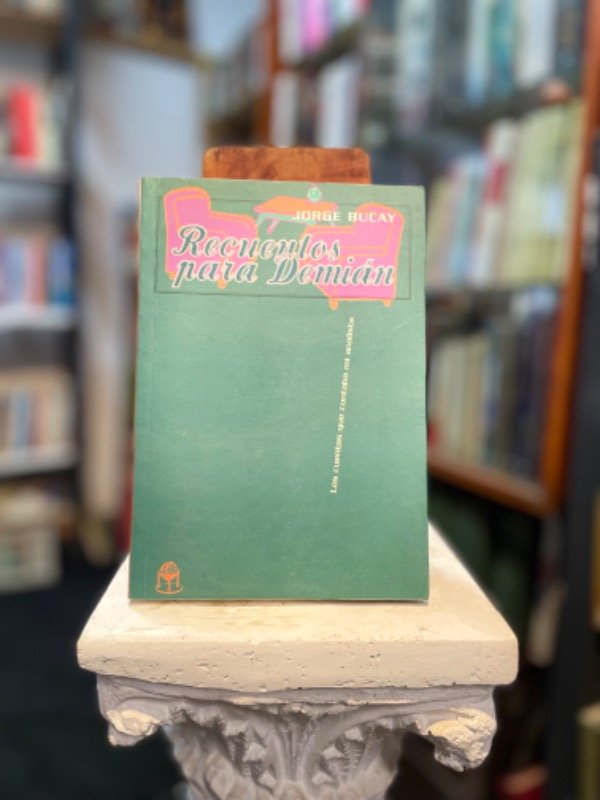 JORGE BUCAY
Recuentos
para Demián
Los cuentos que contaba mi analista